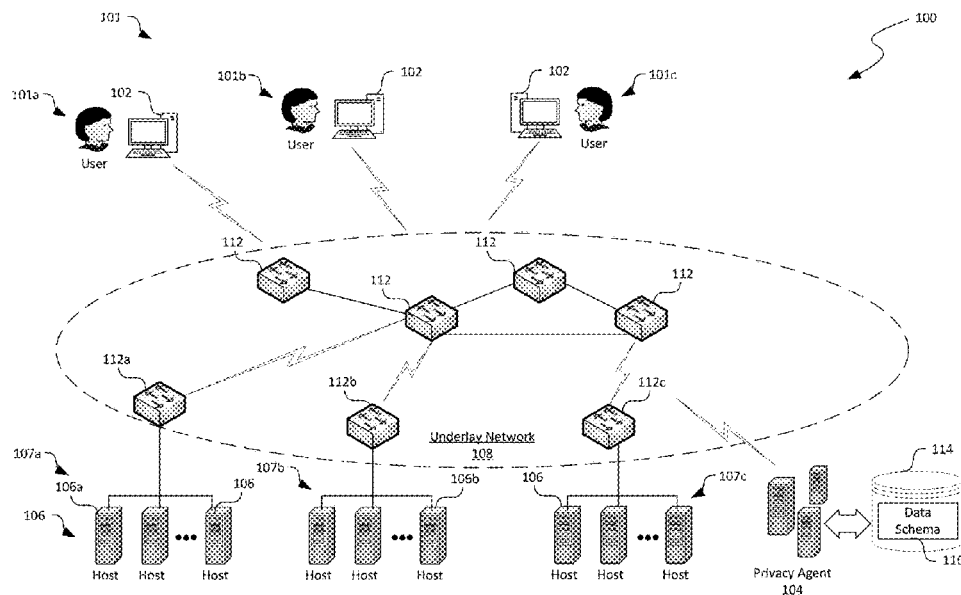 101
100
101a
102
User
101b
102
User
102
101c
User
112
112
112
112
112a
112b
112c
Underlay Network
108
107a
106a
106
106
Host
Host
Host
107b
106b
Host
Host
Host
106
107c
Host
Host
Host
Privacy Agent
104
114
Data
Schema
116